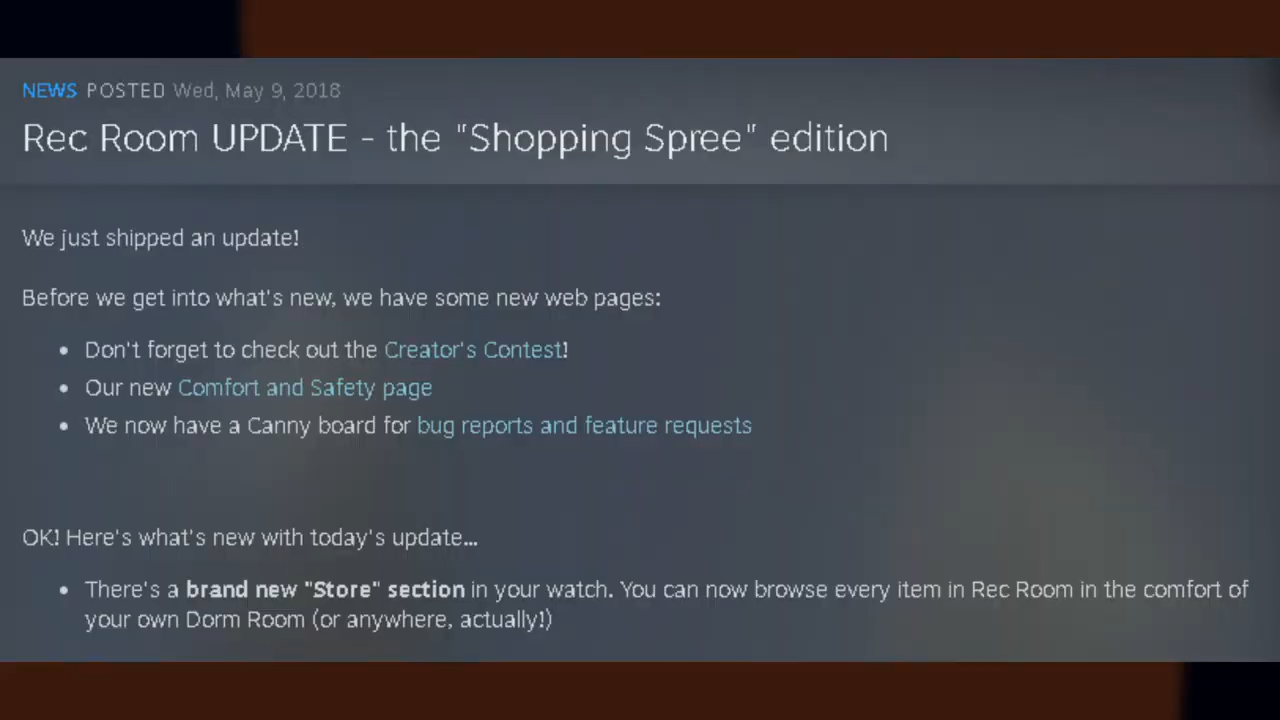 NEWS POSTED Wed, May 9, 2018
Rec Room UPDATE - the "Shopping Spree" edition
We just shipped an update!
Before we get into what's new, we have some new web pages:
• Don't forget to check out the Creator's Contest!
• Our new Comfort and Safety page
• We now have a Canny board for bug reports and feature requests
OK! Here's what's new with today's update...
• There's a brand new "Store" section in your watch. You can now browse every item in Rec Room in the comfort of
your own Dorm Room (or anywhere, actually!)